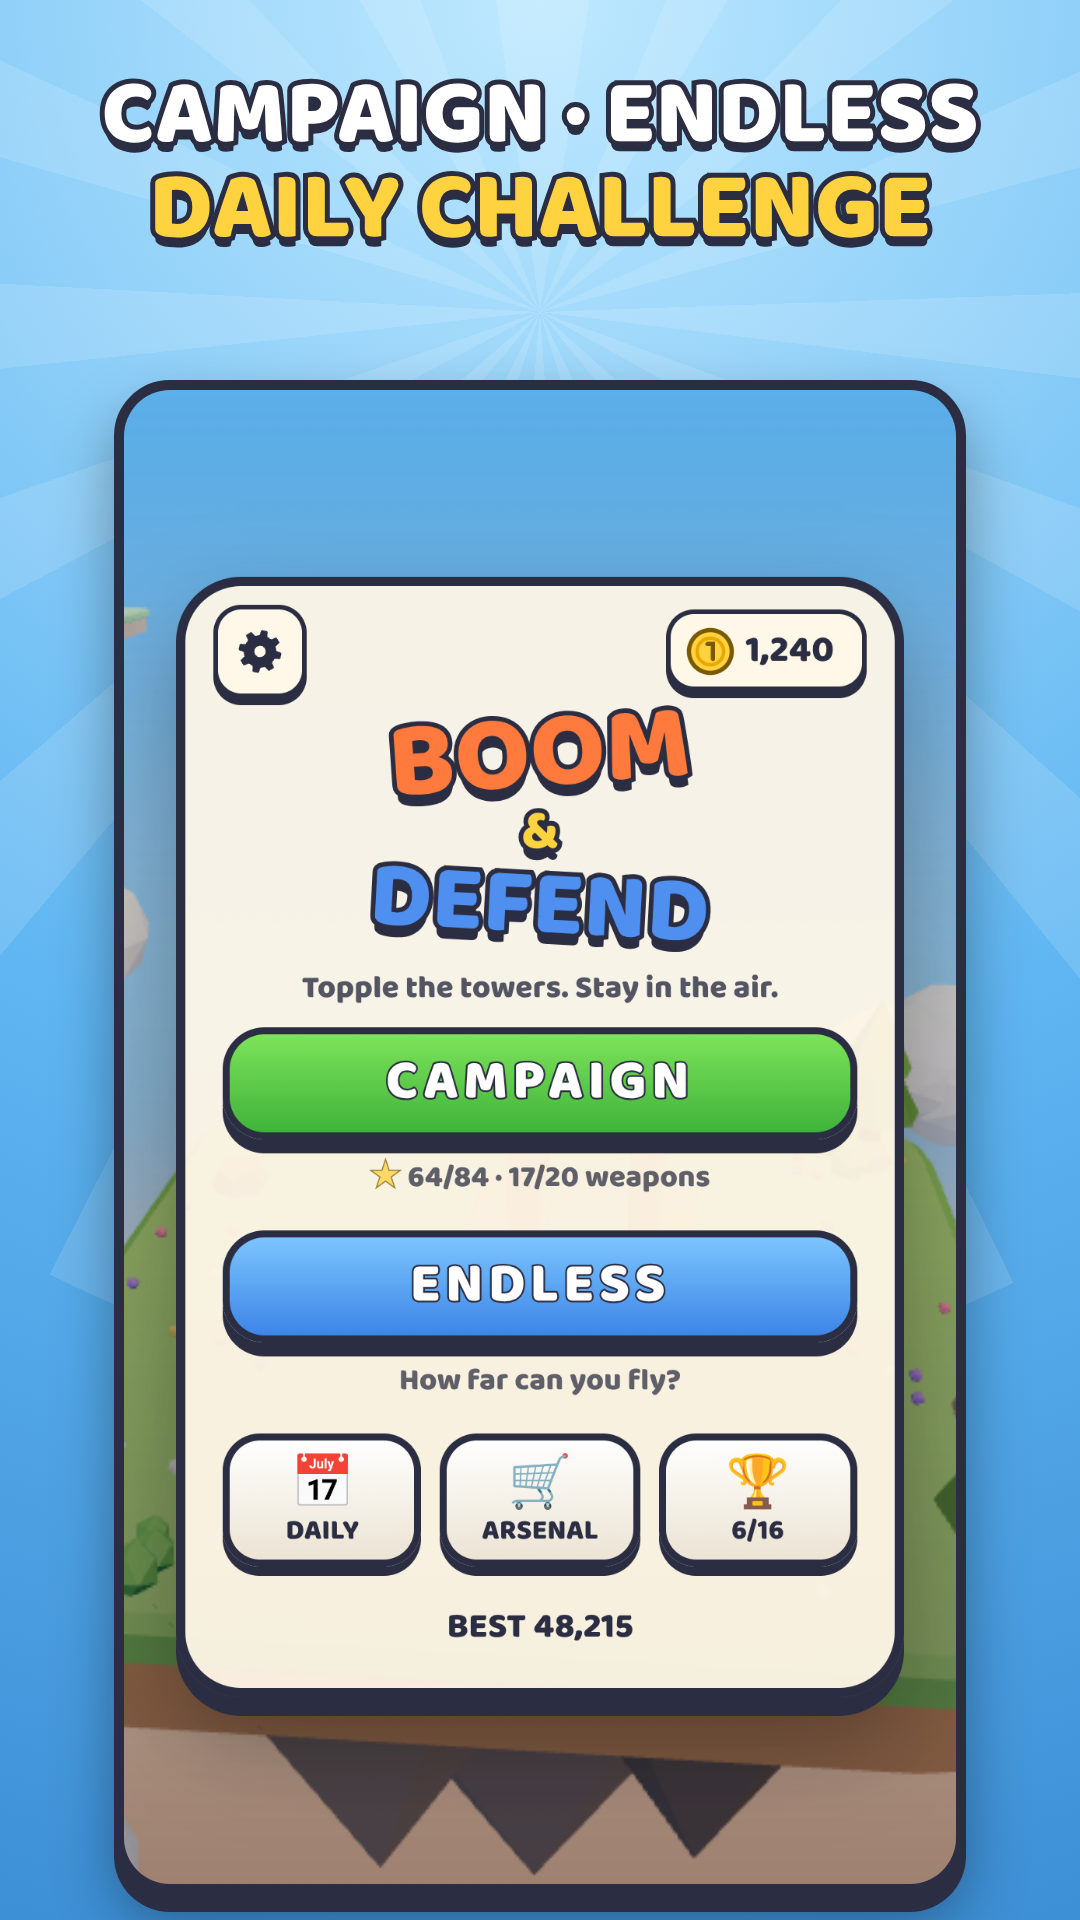 CAMPAIGN · ENDLESS
DAILY CHALLENGE
1 1,240
BOOM
&
DEFEND
Topple the towers. Stay in the air.
CAMPAIGN
64/84 · 17/20 weapons
ENDLESS
How far can you fly?
July
17
DAILY
ARSENAL
6/16
BEST 48,215